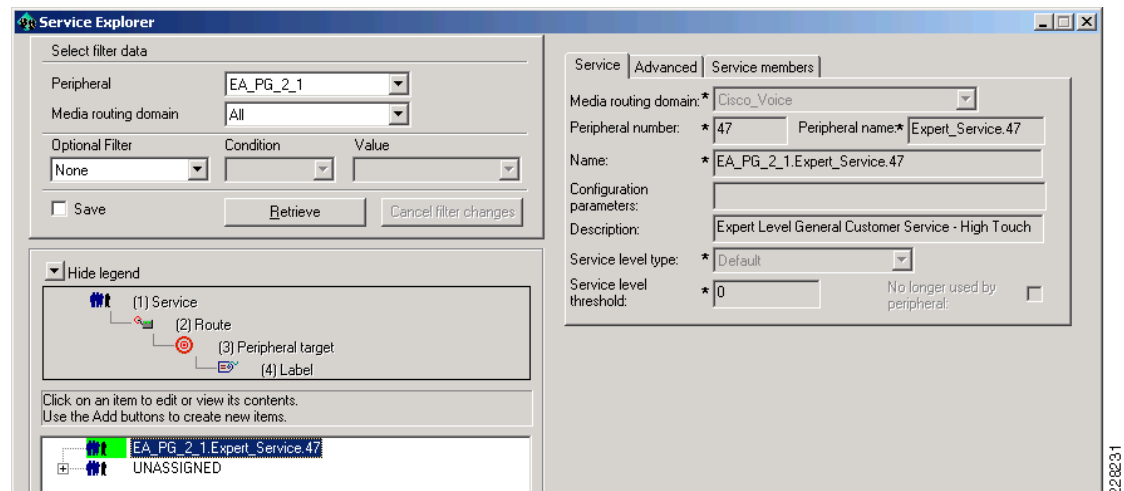 Service Explorer
Select filter data
Peripheral EA_PG_2_1
Media routing domain All
Optional Filter Condition Value
None
Save Retrieve Cancel filter changes
Hide legend
(1) Service
(2) Route
(3) Peripheral target
(4) Label
Click on an item to edit or view its contents.
Use the Add buttons to create new items.
EA_PG_2_1.Expert_Service.47
UNASSIGNED
Service Advanced Service members
Media routing domain:* Cisco_Voice
Peripheral number: * 47 Peripheral name:* Expert_Service.47
Name: * EA_PG_2_1.Expert_Service.47
Configuration
parameters:
Description: Expert Level General Customer Service - High Touch
Service level type: * Default
Service level
threshold: * 0
No longer used by
peripheral:
228231